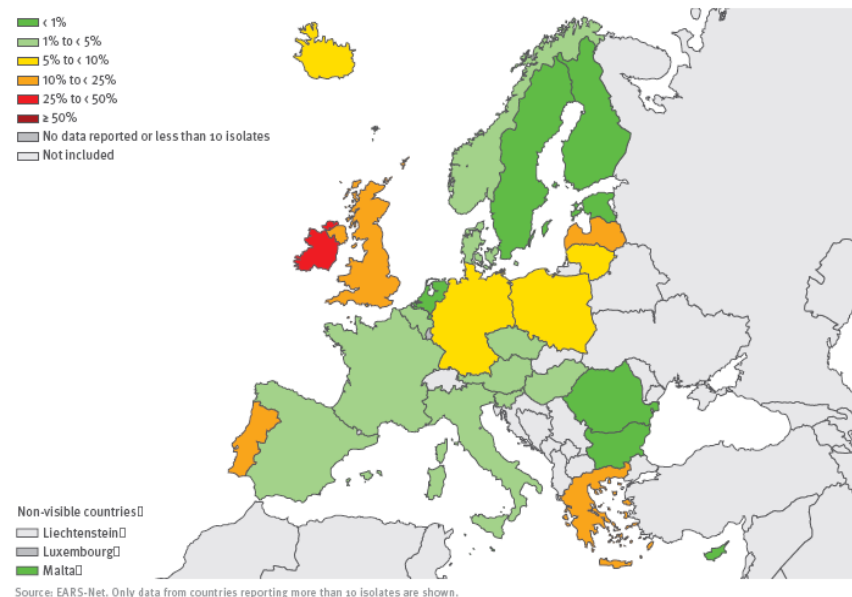 < 1%
1% to < 5%
5% to < 10%
10% to < 25%
25% to < 50%
≥ 50%
No data reported or less than 10 isolates
Not included
Non-visible countries▯
Liechtenstein▯
Luxembourg▯
Malta▯
Source: EARS-Net. Only data from countries reporting more than 10 isolates are shown.